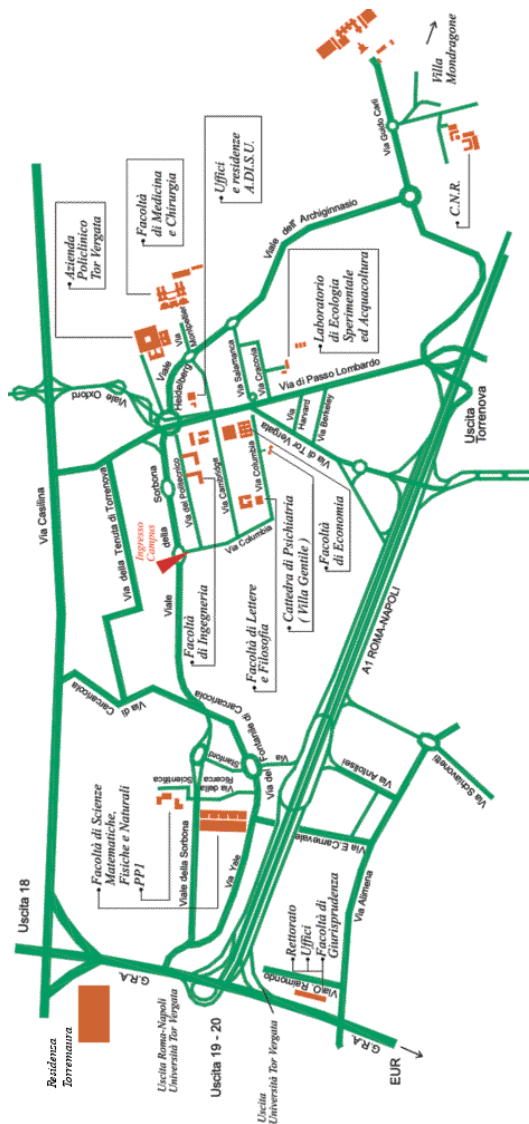 Residenza
Torremaura
Uscita 18
Via Casilina
G.R.A.
Uscita Roma-Napoli
Università Tor Vergata
Uscita 19 - 20
Uscita
Università Tor Vergata
G.R.A.
EUR
Facoltà di Scienze
Matematiche,
Fisiche e Naturali
PP1
Viale della Sorbona
Via Yale
Via della
Ricerca
Scientifica
Stanford
Via del Fontanile di Carcaricola
Via di
Carcaricola
Via della Tenuta di Torrenova
Ingresso
Campus
Viale della Sorbona
Via del Politecnico
Via Cambridge
Via Columbia
Via Columbia
Facoltà
di Ingegneria
Facoltà di Lettere
e Filosofia
Cattedra di Psichiatria
( Villa Gentile )
Facoltà
di Economia
Viale Oxford
Azienda
Policlinico
Tor Vergata
Facoltà
di Medicina
e Chirurgia
Uffici
e residenze
A.DI.S.U.
Viale Heidelberg
Via
Montpellier
Via Salamanca
Via Cracovia
Viale dell' Archiginnasio
Laboratorio
di Ecologia
Sperimentale
ed Acquacoltura
Via di Passo Lombardo
Via di Tor Vergata
Via
Harvard
Via Berkeley
Via Guido Carli
Villa
Mondragone
C.N.R.
Uscita
Torrenova
A1 ROMA-NAPOLI
Via Antolisei
Via Schiavonetti
Via E.Carnevale
Via Alimena
Via O. Raimondo
Rettorato
Uffici
Facoltà di
Giurisprudenza